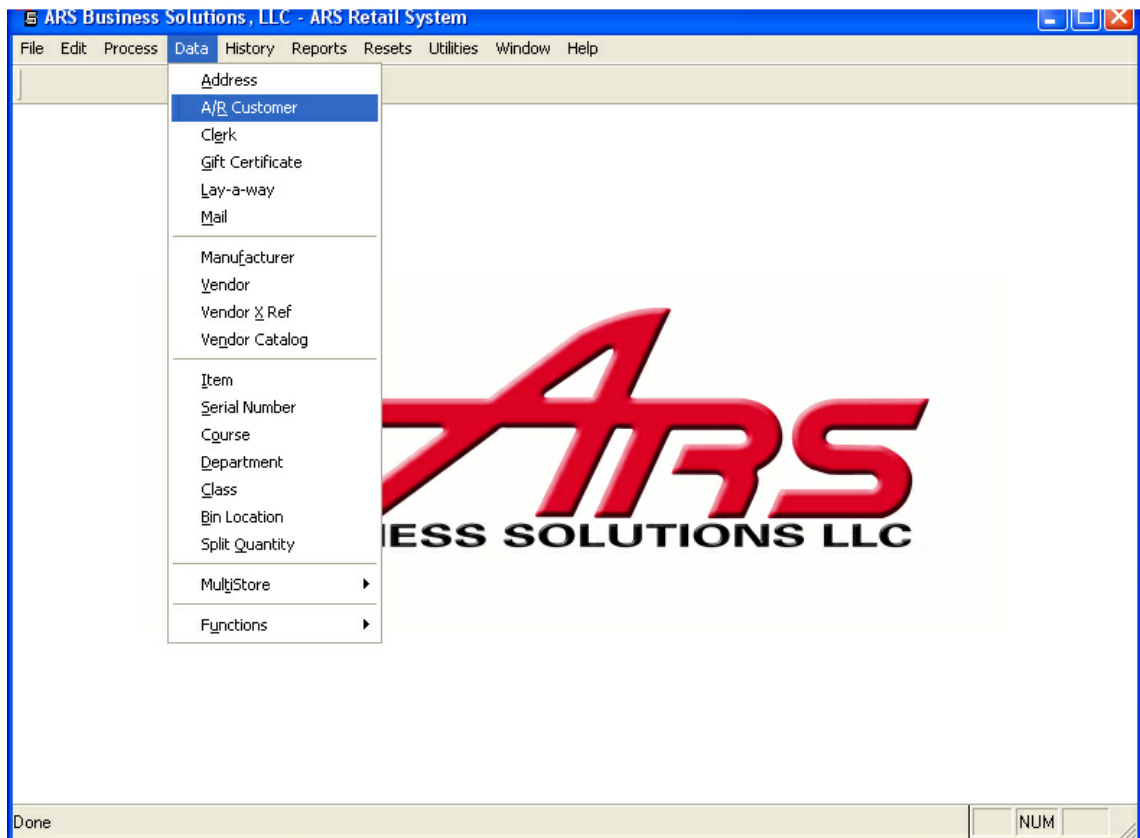 ARS Business Solutions, LLC - ARS Retail System
File Edit Process Data History Reports Resets Utilities Window Help
Address
A/R Customer
Clerk
Gift Certificate
Lay-a-way
Mail
Manufacturer
Vendor
Vendor X Ref
Vendor Catalog
Item
Serial Number
Course
Department
Class
Bin Location
Split Quantity
MultiStore
Functions
ARS
IESS SOLUTIONS LLC
Done NUM